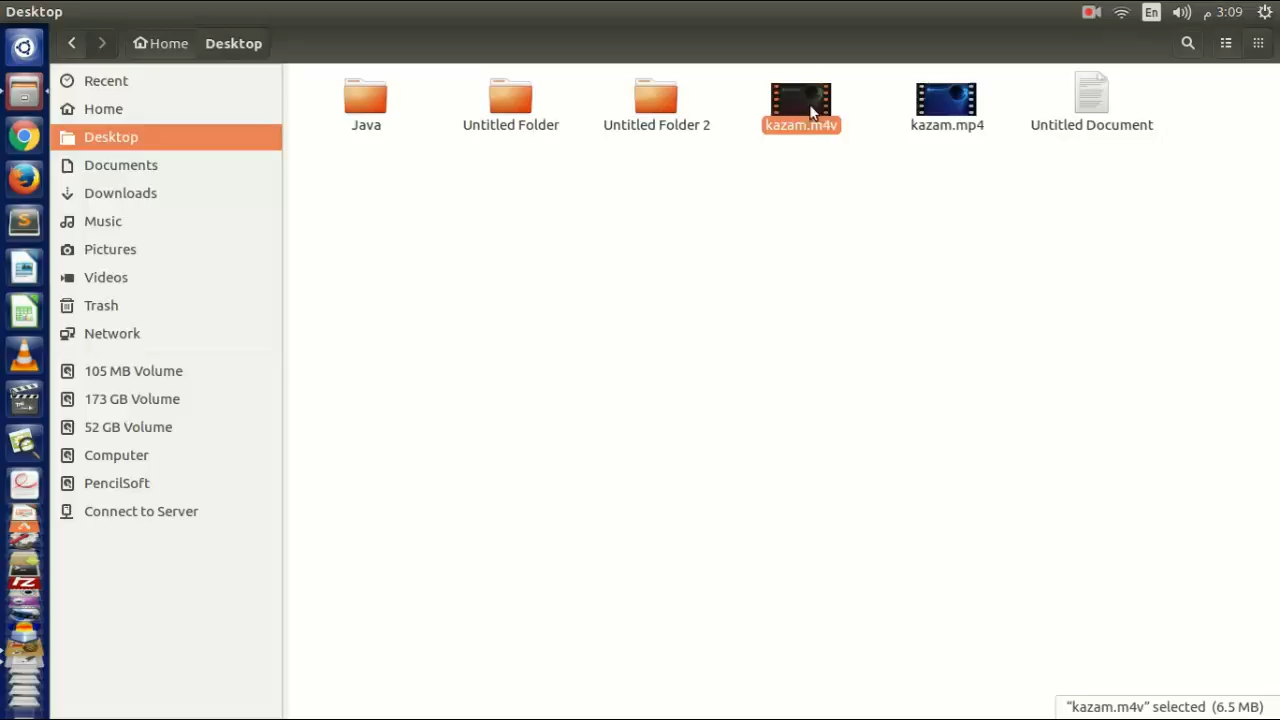 Desktop
En
م 3:09
Home
Desktop
Recent
Home
Desktop
Documents
Downloads
Music
Pictures
Videos
Trash
Network
105 MB Volume
173 GB Volume
52 GB Volume
Computer
PencilSoft
Connect to Server
Java
Untitled Folder
Untitled Folder 2
kazam.m4v
kazam.mp4
Untitled Document
“kazam.m4v” selected (6.5 MB)